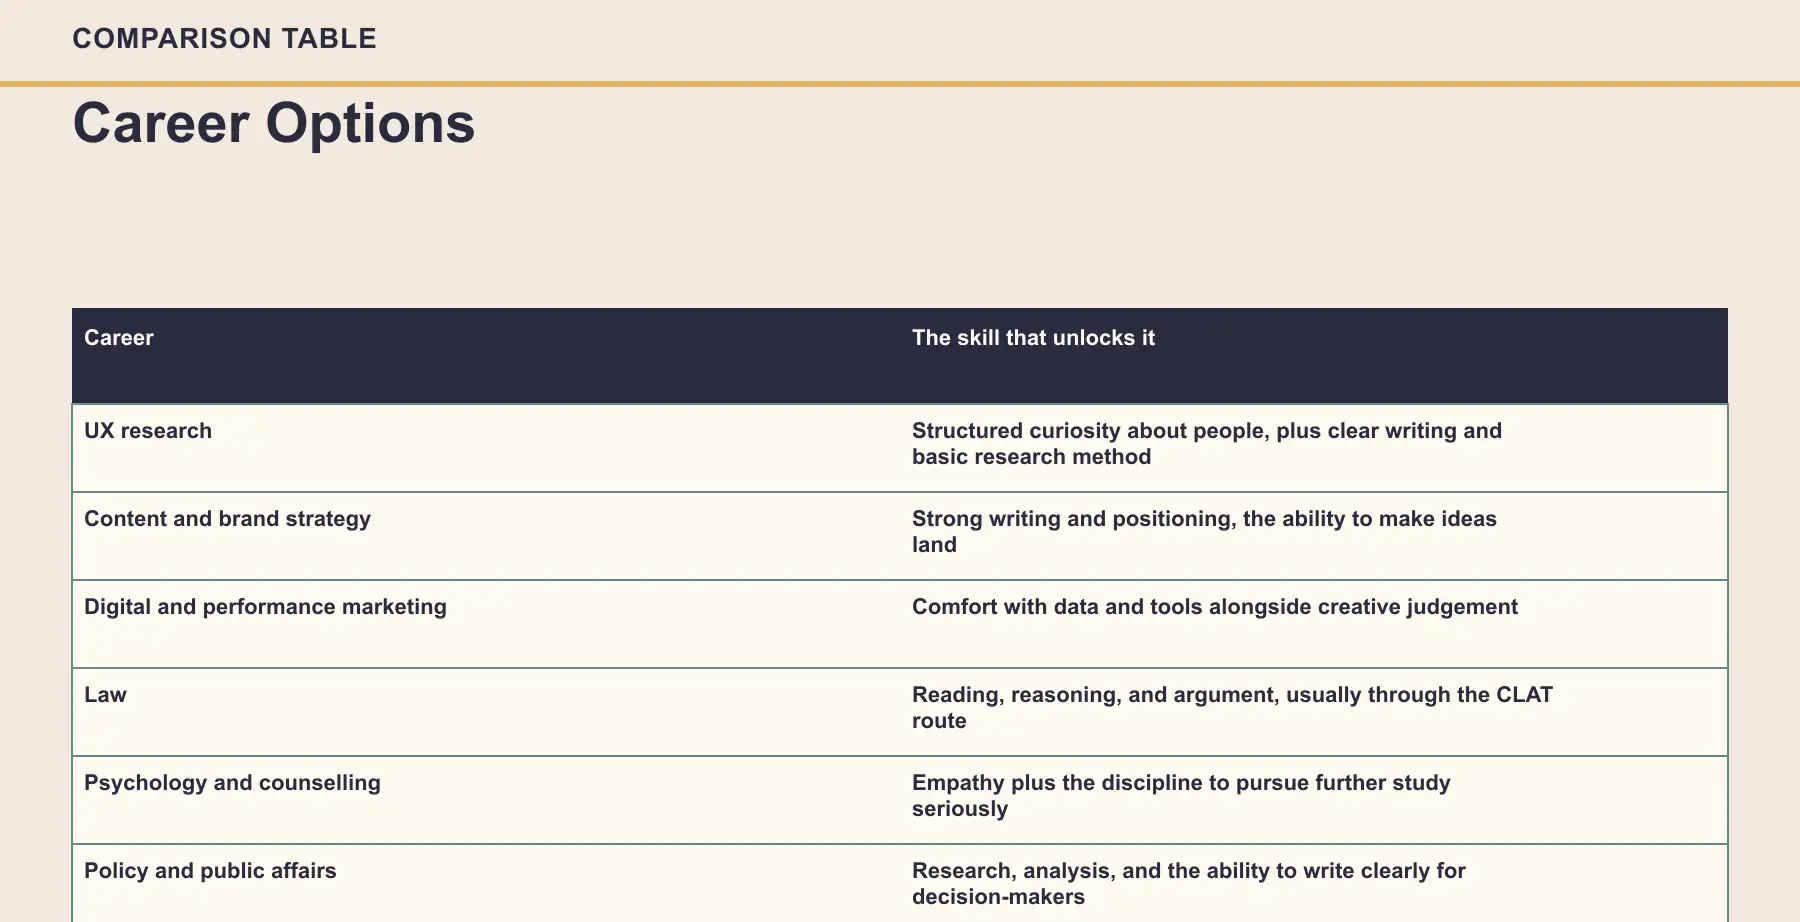 COMPARISON TABLE
Career Options
Career
The skill that unlocks it
UX research
Structured curiosity about people, plus clear writing and
basic research method
Content and brand strategy
Strong writing and positioning, the ability to make ideas
land
Digital and performance marketing
Comfort with data and tools alongside creative judgement
Law
Reading, reasoning, and argument, usually through the CLAT
route
Psychology and counselling
Empathy plus the discipline to pursue further study
seriously
Policy and public affairs
Research, analysis, and the ability to write clearly for
decision-makers